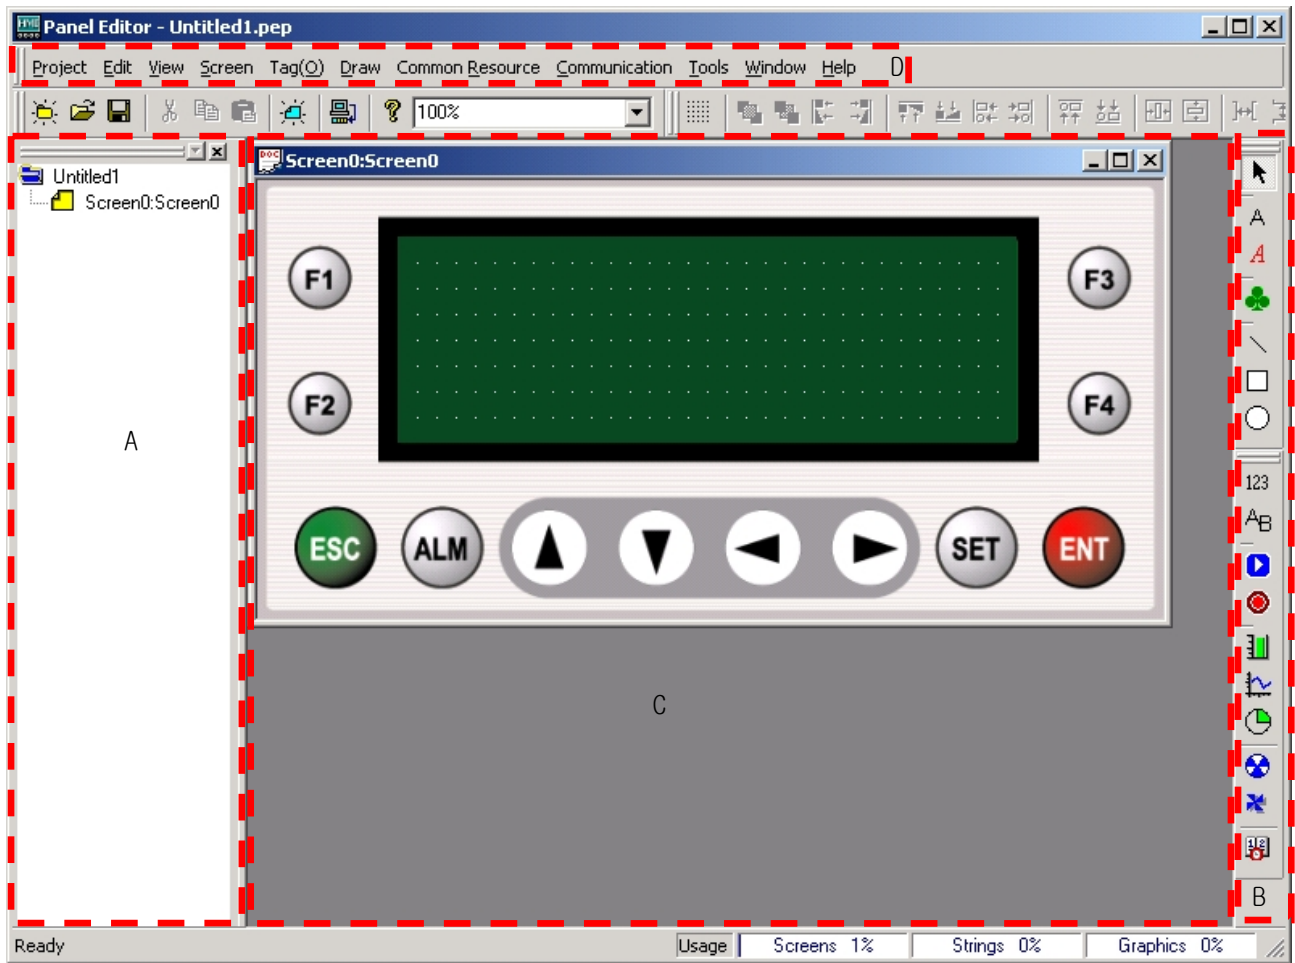 Panel Editor - Untitled1.pep
Project Edit View Screen Tag(O) Draw Common Resource Communication Tools Window Help D
100%
Untitled1
Screen0:Screen0
Screen0:Screen0
F1 F3
F2 F4
ESC ALM SET ENT
A
C
A
A
123
AB
B
Ready Usage Screens 1% Strings 0% Graphics 0%